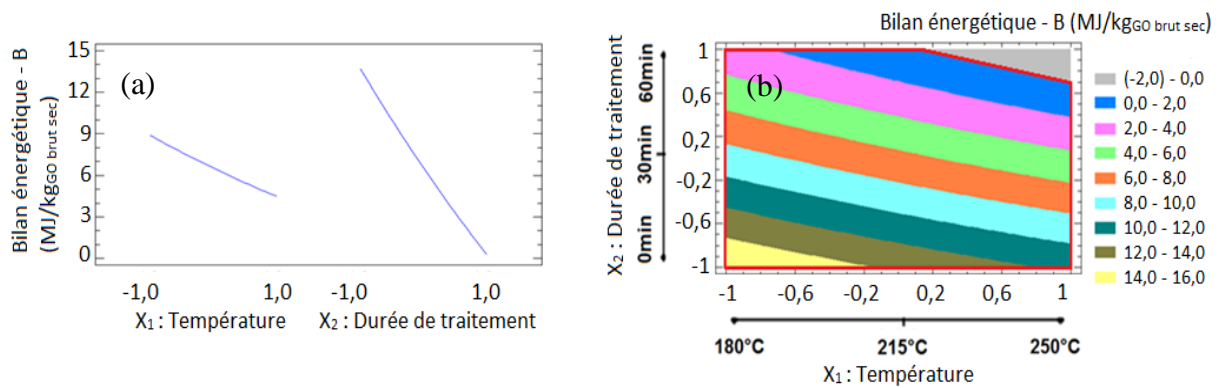 Bilan énergétique - B
(MJ/kgGO brut sec)
15
12
9
6
3
0
(a)
-1,0
1,0
-1,0
1,0
X1 : Température
X2 : Durée de traitement
Bilan énergétique - B (MJ/kgGO brut sec)
X2 : Durée de traitement
60min
30min
0min
1
0,6
0,2
-0,2
-0,6
-1
(b)
-1
-0,6
-0,2
0,2
0,6
1
180°C
215°C
250°C
X1 : Température
(-2,0) - 0,0
0,0 - 2,0
2,0 - 4,0
4,0 - 6,0
6,0 - 8,0
8,0 - 10,0
10,0 - 12,0
12,0 - 14,0
14,0 - 16,0